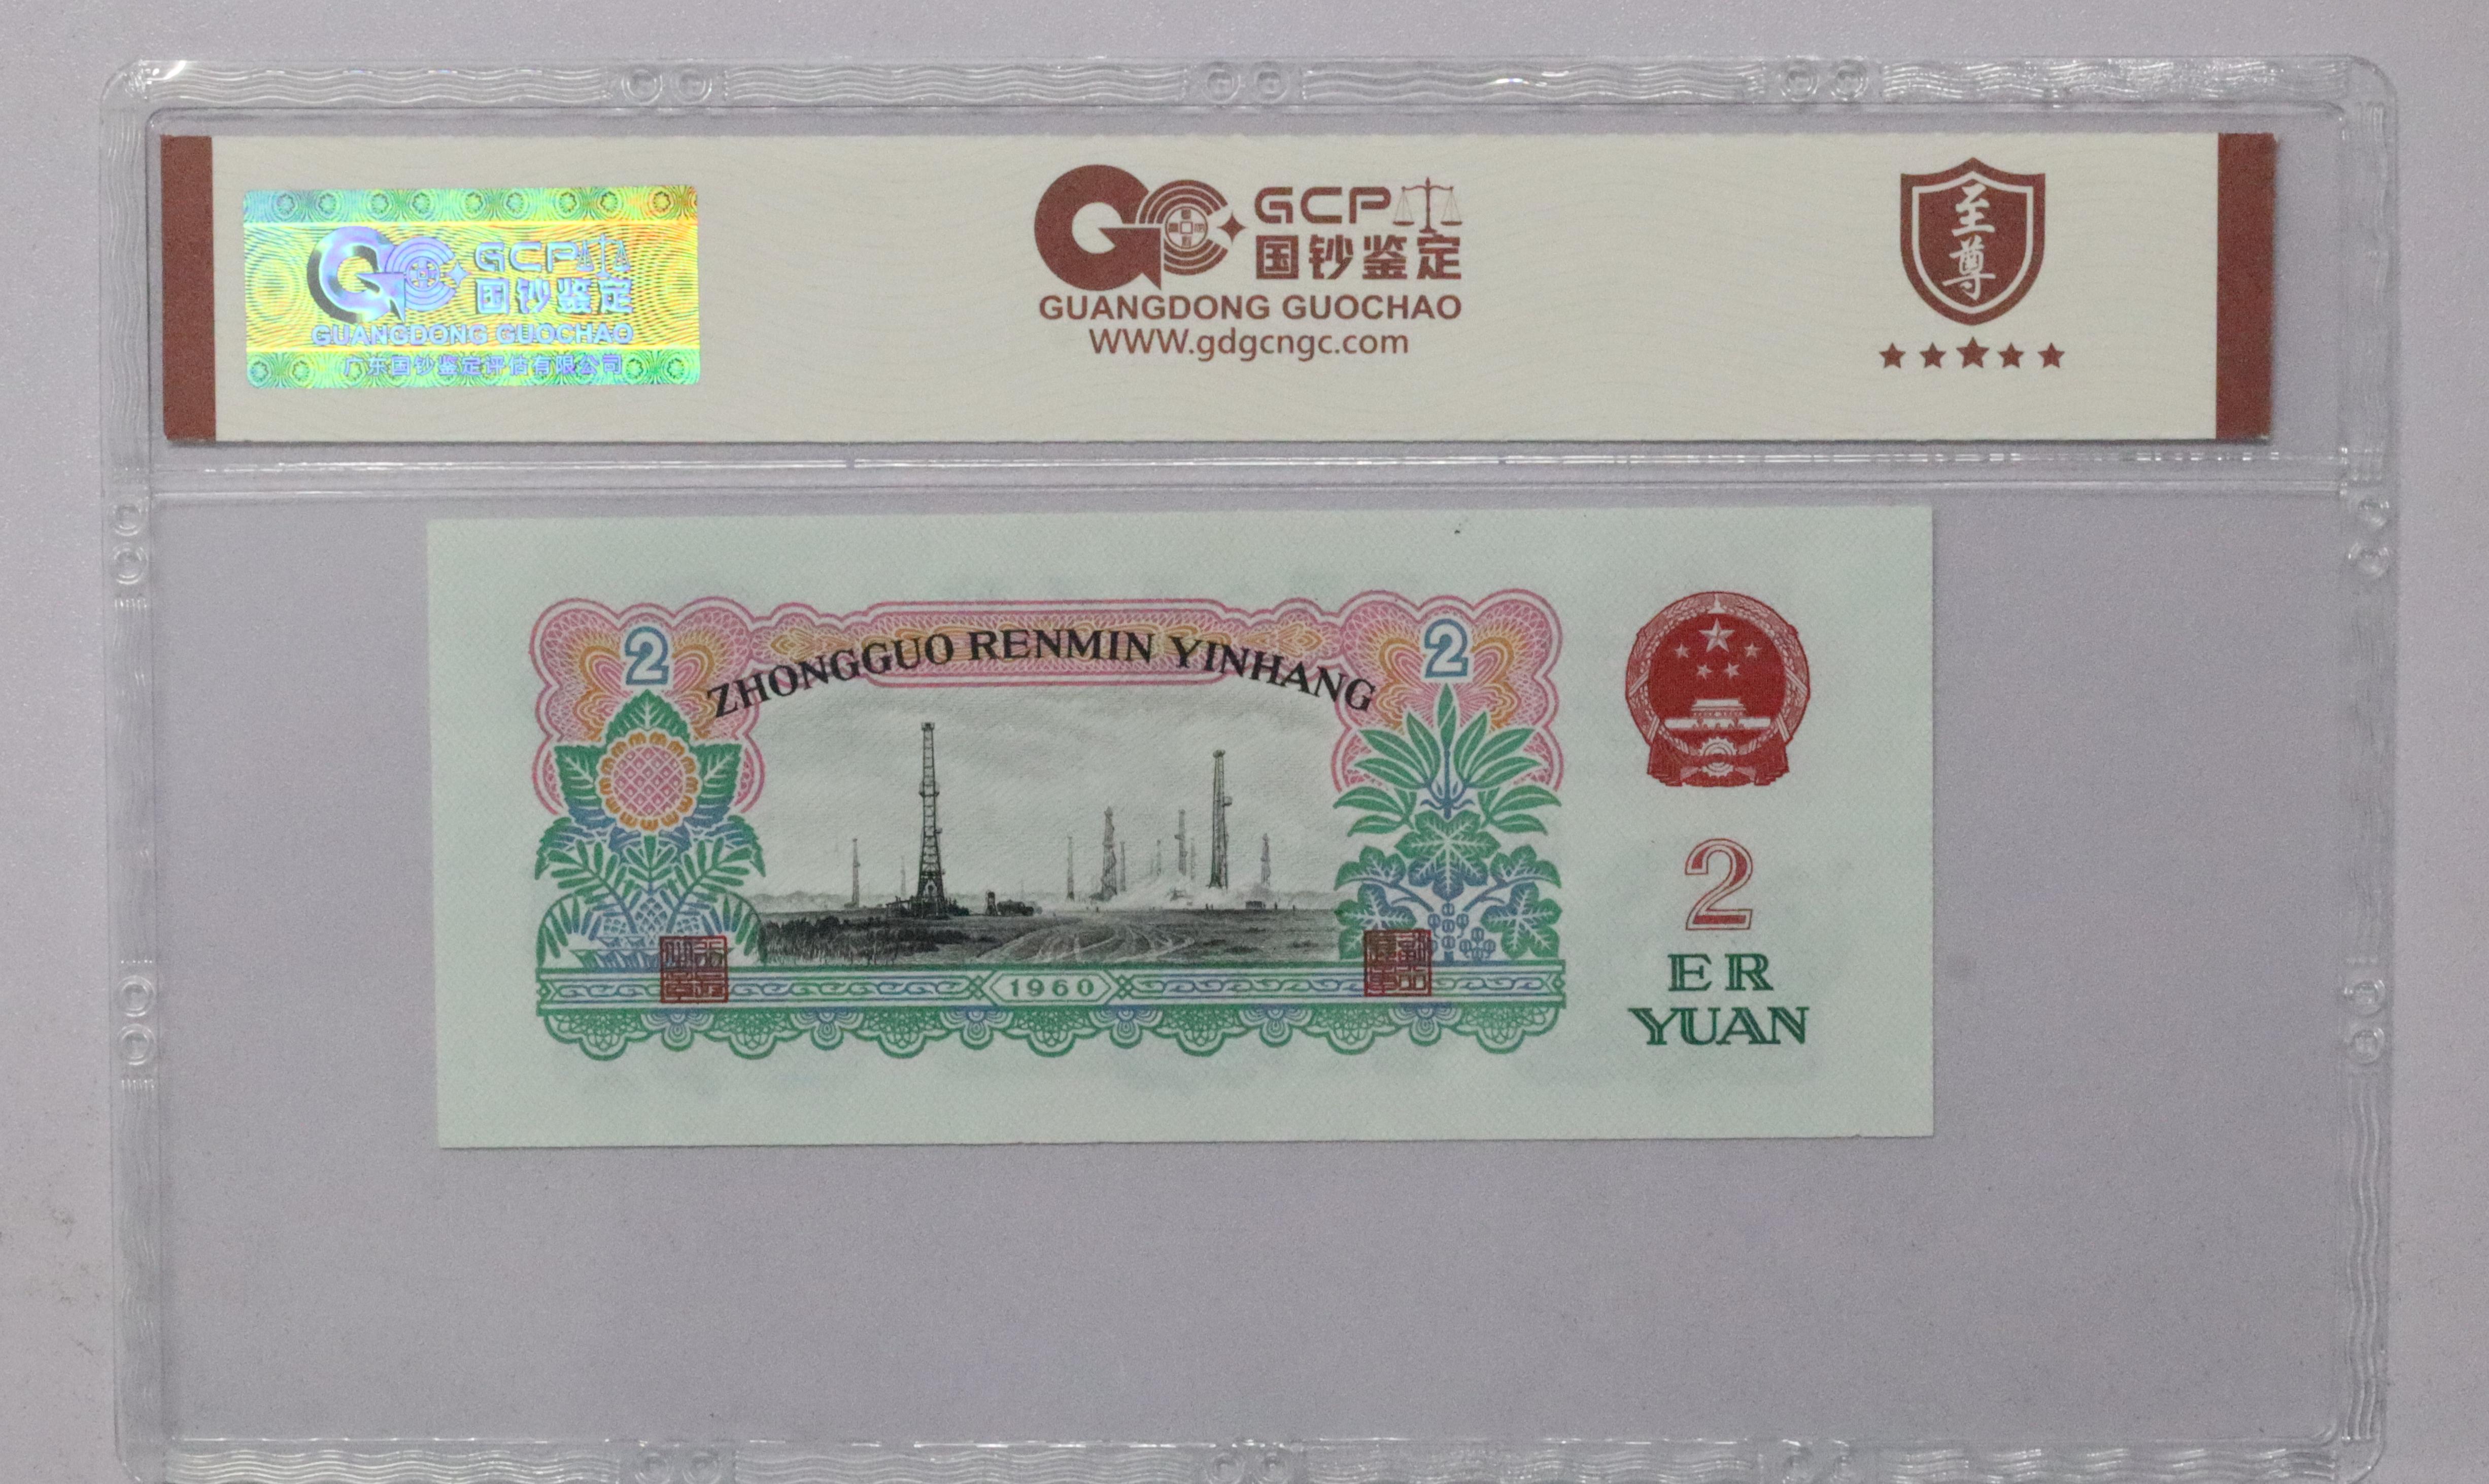 GCP
国钞鉴定
GUANGDONG GUOCHAO
广东国钞鉴定评估有限公司
GCP
国钞鉴定
GUANGDONG GUOCHAO
WWW.gdgcngc.com
至尊
2
ZHONGGUO RENMIN YINHANG
2
1960
2
ER
YUAN